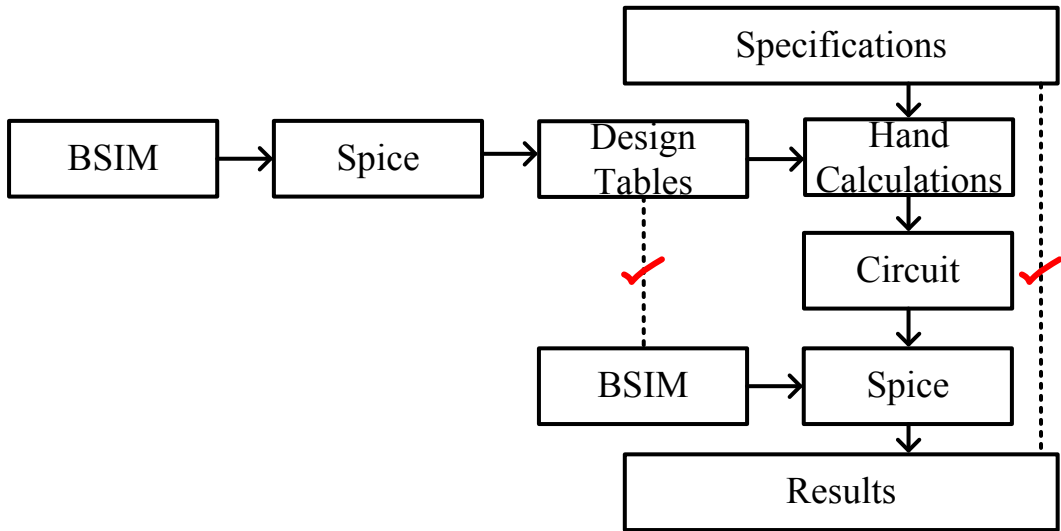 Specifications
BSIM
Spice
Design
Tables
Hand
Calculations
Circuit
BSIM
Spice
Results